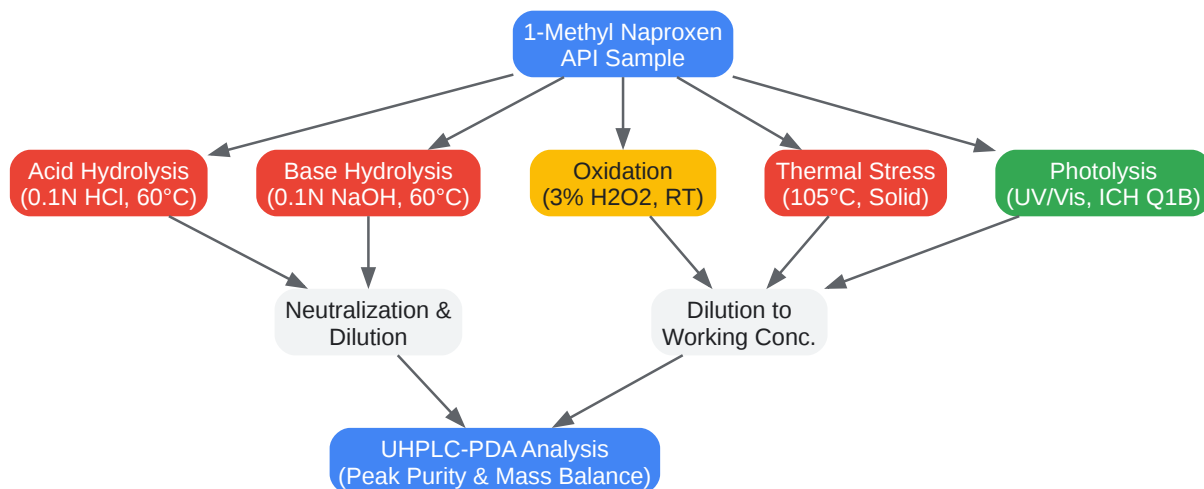 1-Methyl Naproxen
API Sample
Acid Hydrolysis
(0.1N HCl, 60°C)
Base Hydrolysis
(0.1N NaOH, 60°C)
Oxidation
(3% H2O2, RT)
Thermal Stress
(105°C, Solid)
Photolysis
(UV/Vis, ICH Q1B)
Neutralization &
Dilution
Dilution to
Working Conc.
UHPLC-PDA Analysis
(Peak Purity & Mass Balance)